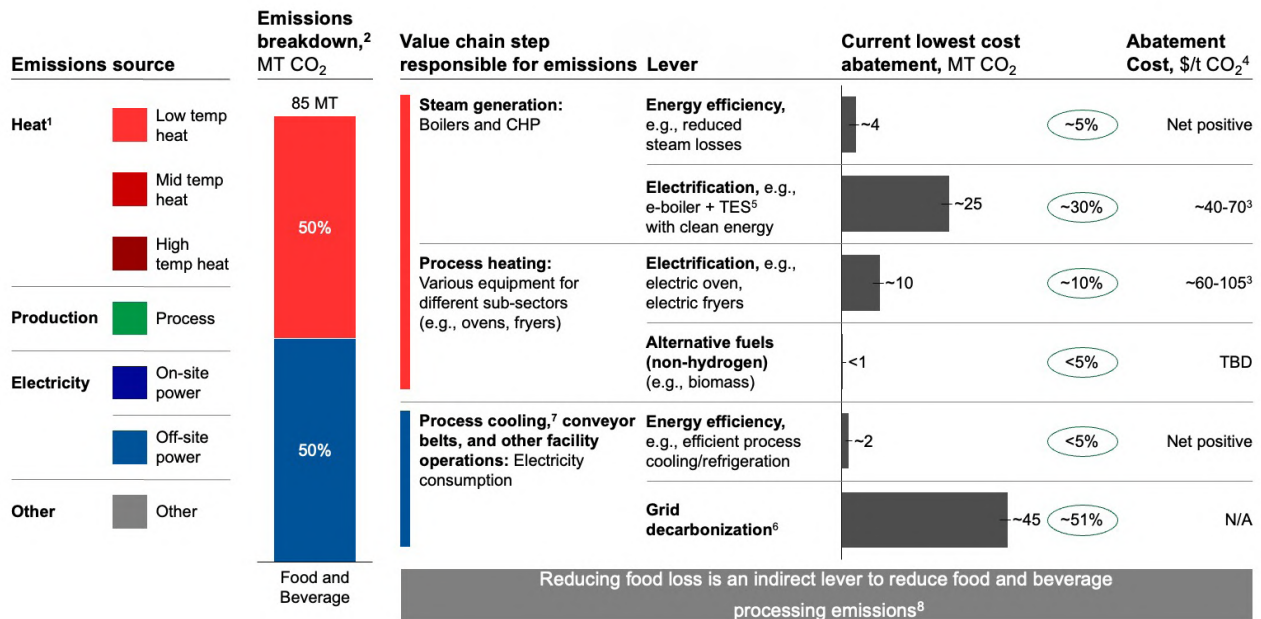 Emissions source
Heat¹
Low temp
heat
Mid temp
heat
High
temp heat
Production
Process
Electricity
On-site
power
Off-site
power
Other
Other
Emissions
breakdown,²
MT CO₂
85 MT
50%
50%
Food and
Beverage
Value chain step
responsible for emissions
Lever
Current lowest cost
abatement, MT CO₂
Abatement
Cost, $/t CO₂⁴
Steam generation:
Boilers and CHP
Energy efficiency,
e.g., reduced
steam losses
~4
~5%
Net positive
Electrification, e.g.,
e-boiler + TES⁵
with clean energy
~25
~30%
~40-70³
Process heating:
Various equipment for
different sub-sectors
(e.g., ovens, fryers)
Electrification, e.g.,
electric oven,
electric fryers
~10
~10%
~60-105³
Alternative fuels
(non-hydrogen)
(e.g., biomass)
<1
<5%
TBD
Process cooling,⁷ conveyor
belts, and other facility
operations: Electricity
consumption
Energy efficiency,
e.g., efficient process
cooling/refrigeration
~2
<5%
Net positive
Grid
decarbonization⁶
~45
~51%
N/A
Reducing food loss is an indirect lever to reduce food and beverage
processing emissions⁸